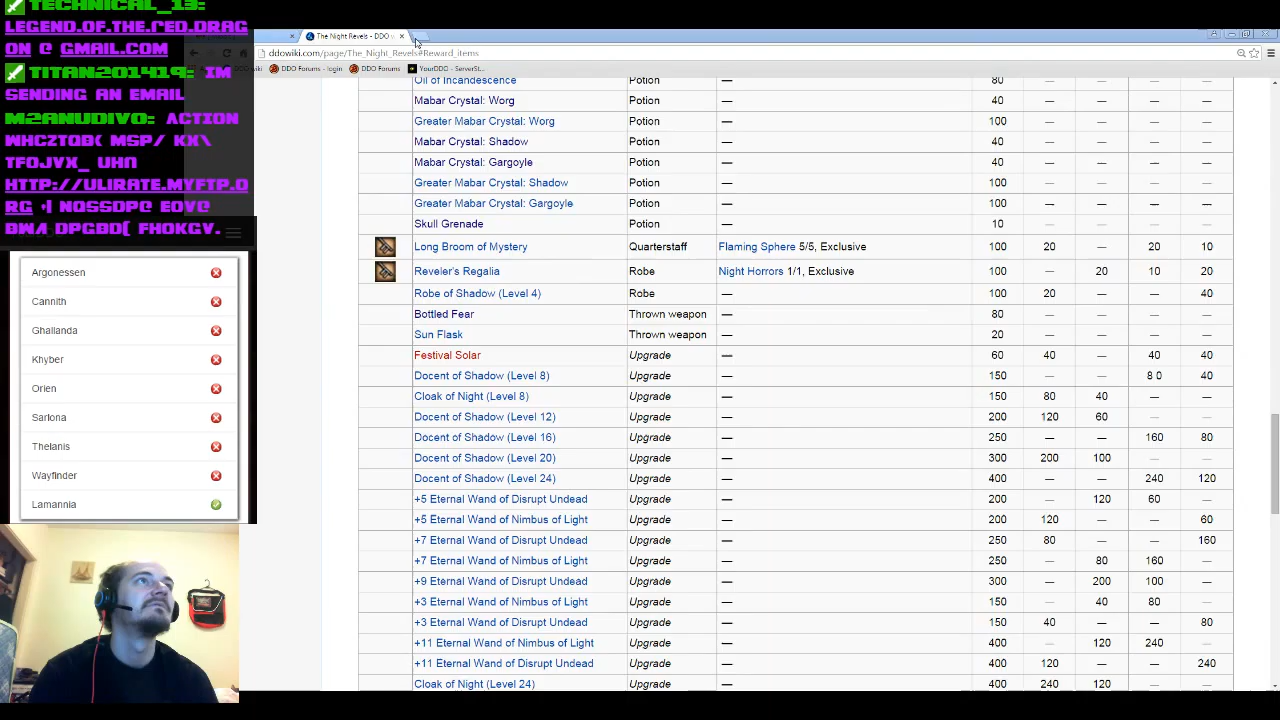 TECHNICAL_13:
LEGEND.OF.THE.RED.DRAG
ON @ GMAIL.COM
TITAN201419: IM
SENDING AN EMAIL
M2ANUDIVO: ACTION
WHCZTQB( MSP/ KX\
TFOJVX_ UHN
HTTP://ULIRATE.MYFTP.O
RG
NQSSDP@ EOV@
DPGBD[ FHOKGV.
Argonessen
Cannith
Ghallanda
Khyber
Orien
Sarlona
Thelanis
Wayfinder
Lamannia
The Night Revels - DDO
ddowiki.com/page/The_Night_Revels#Reward_items
DDO Forums - login
DDO Forums
YourDDO - ServerSt...
Oil of Incandescence Potion — 80 — — — —
Mabar Crystal: Worg Potion — 40 — — — —
Greater Mabar Crystal: Worg Potion — 100 — — — —
Mabar Crystal: Shadow Potion — 40 — — — —
Mabar Crystal: Gargoyle Potion — 40 — — — —
Greater Mabar Crystal: Shadow Potion — 100 — — — —
Greater Mabar Crystal: Gargoyle Potion — 100 — — — —
Skull Grenade Potion — 10 — — — —
Long Broom of Mystery Quarterstaff Flaming Sphere 5/5, Exclusive 100 20 — 20 10
Reveler's Regalia Robe Night Horrors 1/1, Exclusive 100 — 20 10 20
Robe of Shadow (Level 4) Robe — 100 20 — — 40
Bottled Fear Thrown weapon — 80 — — — —
Sun Flask Thrown weapon — 20 — — — —
Festival Solar Upgrade — 60 40 — 40 40
Docent of Shadow (Level 8) Upgrade — 150 — — 8 0 40
Cloak of Night (Level 8) Upgrade — 150 80 40 — —
Docent of Shadow (Level 12) Upgrade — 200 120 60 — —
Docent of Shadow (Level 16) Upgrade — 250 — — 160 80
Docent of Shadow (Level 20) Upgrade — 300 200 100 — —
Docent of Shadow (Level 24) Upgrade — 400 — — 240 120
+5 Eternal Wand of Disrupt Undead Upgrade — 200 — 120 60 —
+5 Eternal Wand of Nimbus of Light Upgrade — 200 120 — — 60
+7 Eternal Wand of Disrupt Undead Upgrade — 250 80 — — 160
+7 Eternal Wand of Nimbus of Light Upgrade — 250 — 80 160 —
+9 Eternal Wand of Disrupt Undead Upgrade — 300 — 200 100 —
+3 Eternal Wand of Nimbus of Light Upgrade — 150 — 40 80 —
+3 Eternal Wand of Disrupt Undead Upgrade — 150 40 — — 80
+11 Eternal Wand of Nimbus of Light Upgrade — 400 — 120 240 —
+11 Eternal Wand of Disrupt Undead Upgrade — 400 120 — — 240
Cloak of Night (Level 24) Upgrade — 400 240 120 — —